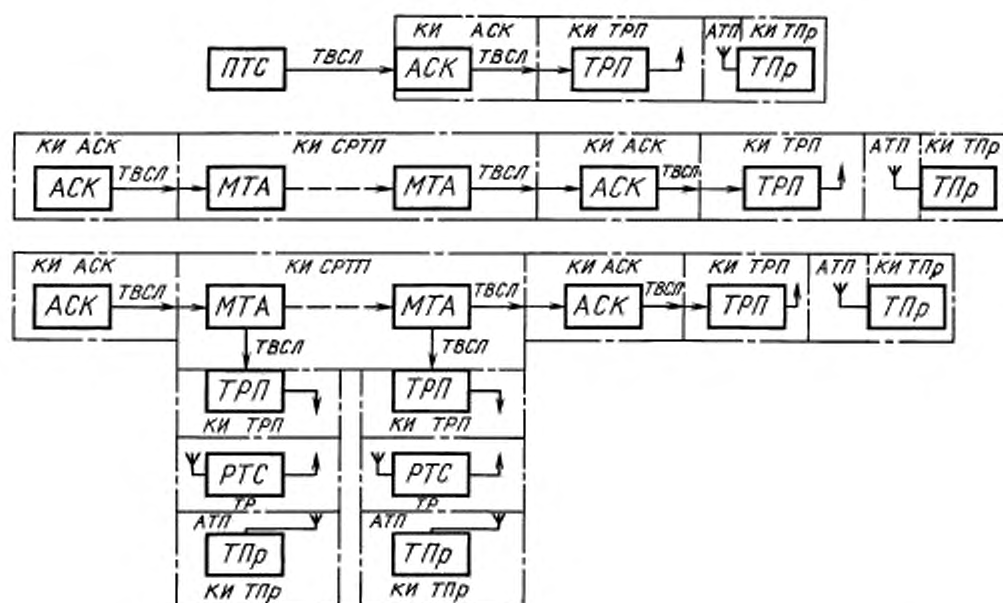 КИ АСК КИ ТРП АТП КИ ТПр
ПТС ТВСЛ АСК ТВСЛ ТРП ТПр
КИ АСК КИ СРТП КИ АСК КИ ТРП АТП КИ ТПр
АСК ТВСЛ МТА МТА ТВСЛ АСК ТВСЛ ТРП ТПр
КИ АСК КИ СРТП КИ АСК КИ ТРП АТП КИ ТПр
АСК ТВСЛ МТА МТА ТВСЛ АСК ТВСЛ ТРП ТПр
ТВСЛ ТВСЛ
ТРП ТРП
КИ ТРП КИ ТРП
РТС РТС
ТР ТР
АТП АТП
ТПр ТПр
КИ ТПр КИ ТПр